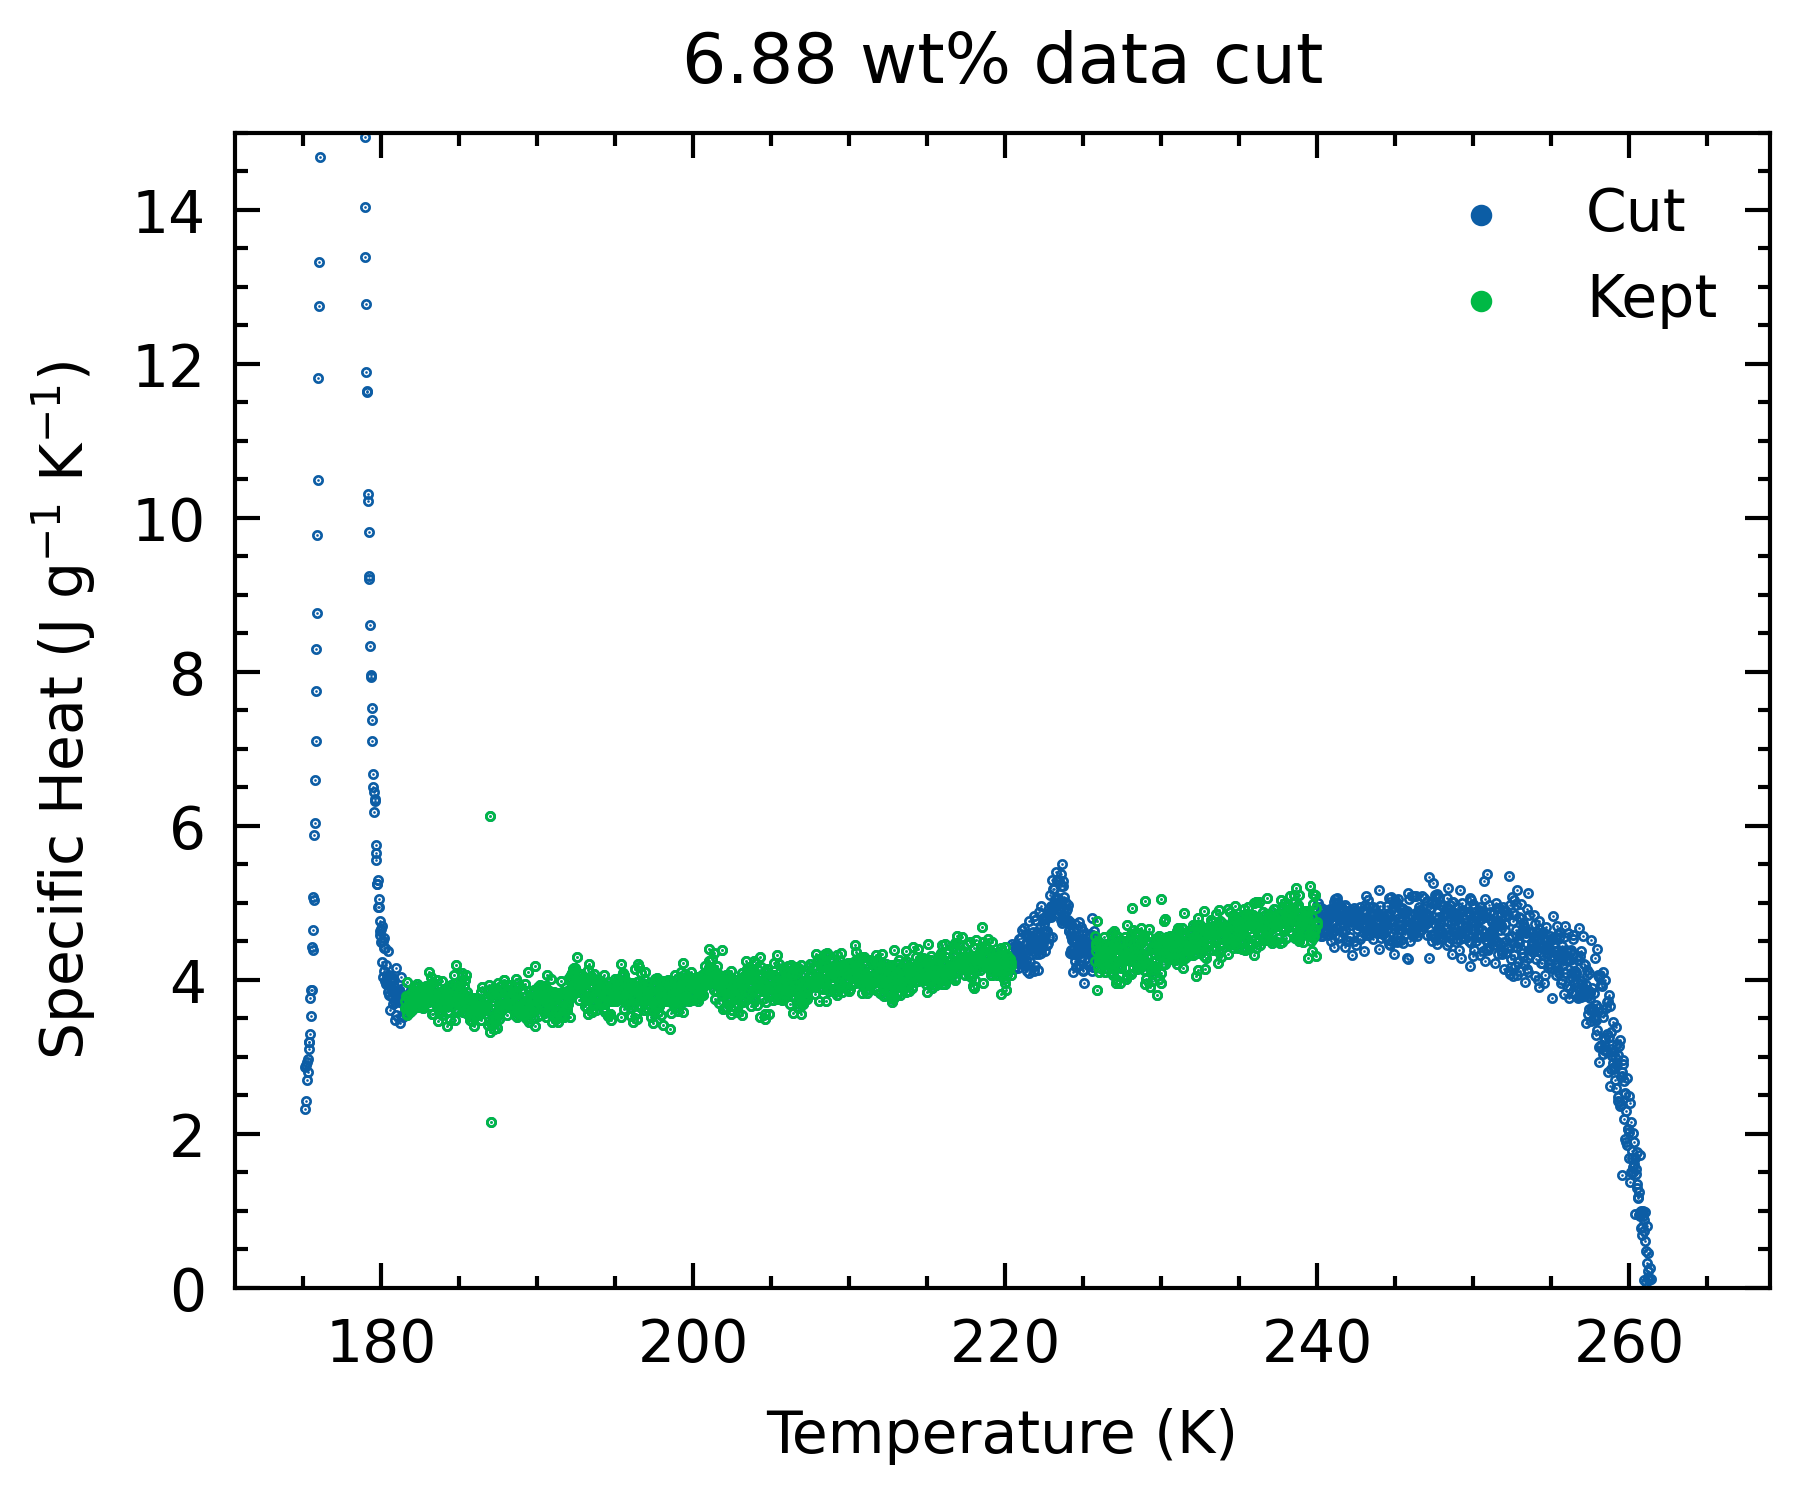 6.88 wt% data cut
Specific Heat (J g⁻¹ K⁻¹)
14
12
10
8
6
4
2
0
Cut
Kept
180 200 220 240 260
Temperature (K)